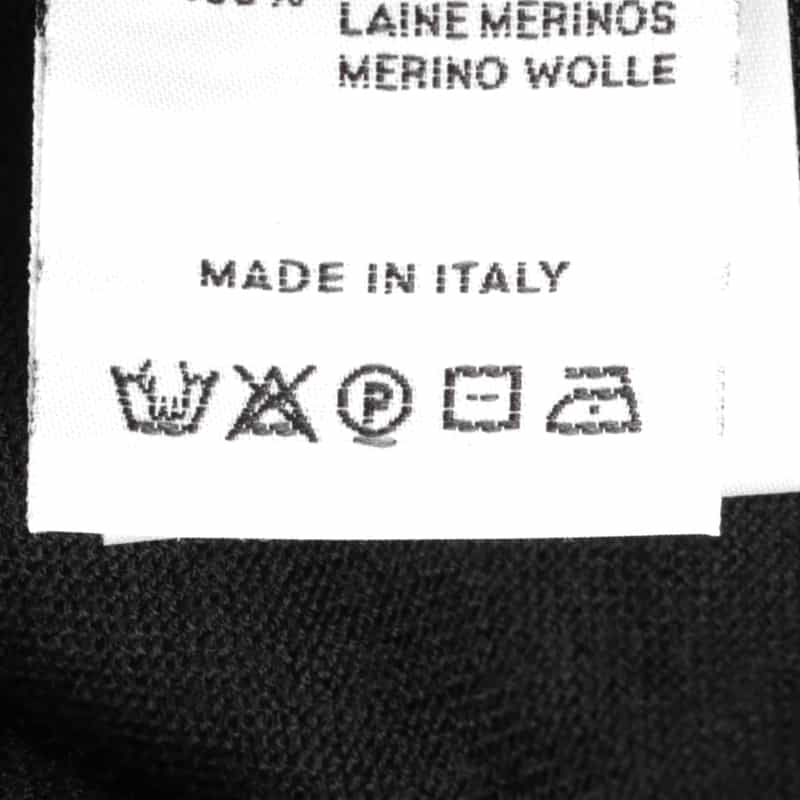 LAINE MERINOS
MERINO WOLLE
MADE IN ITALY
P